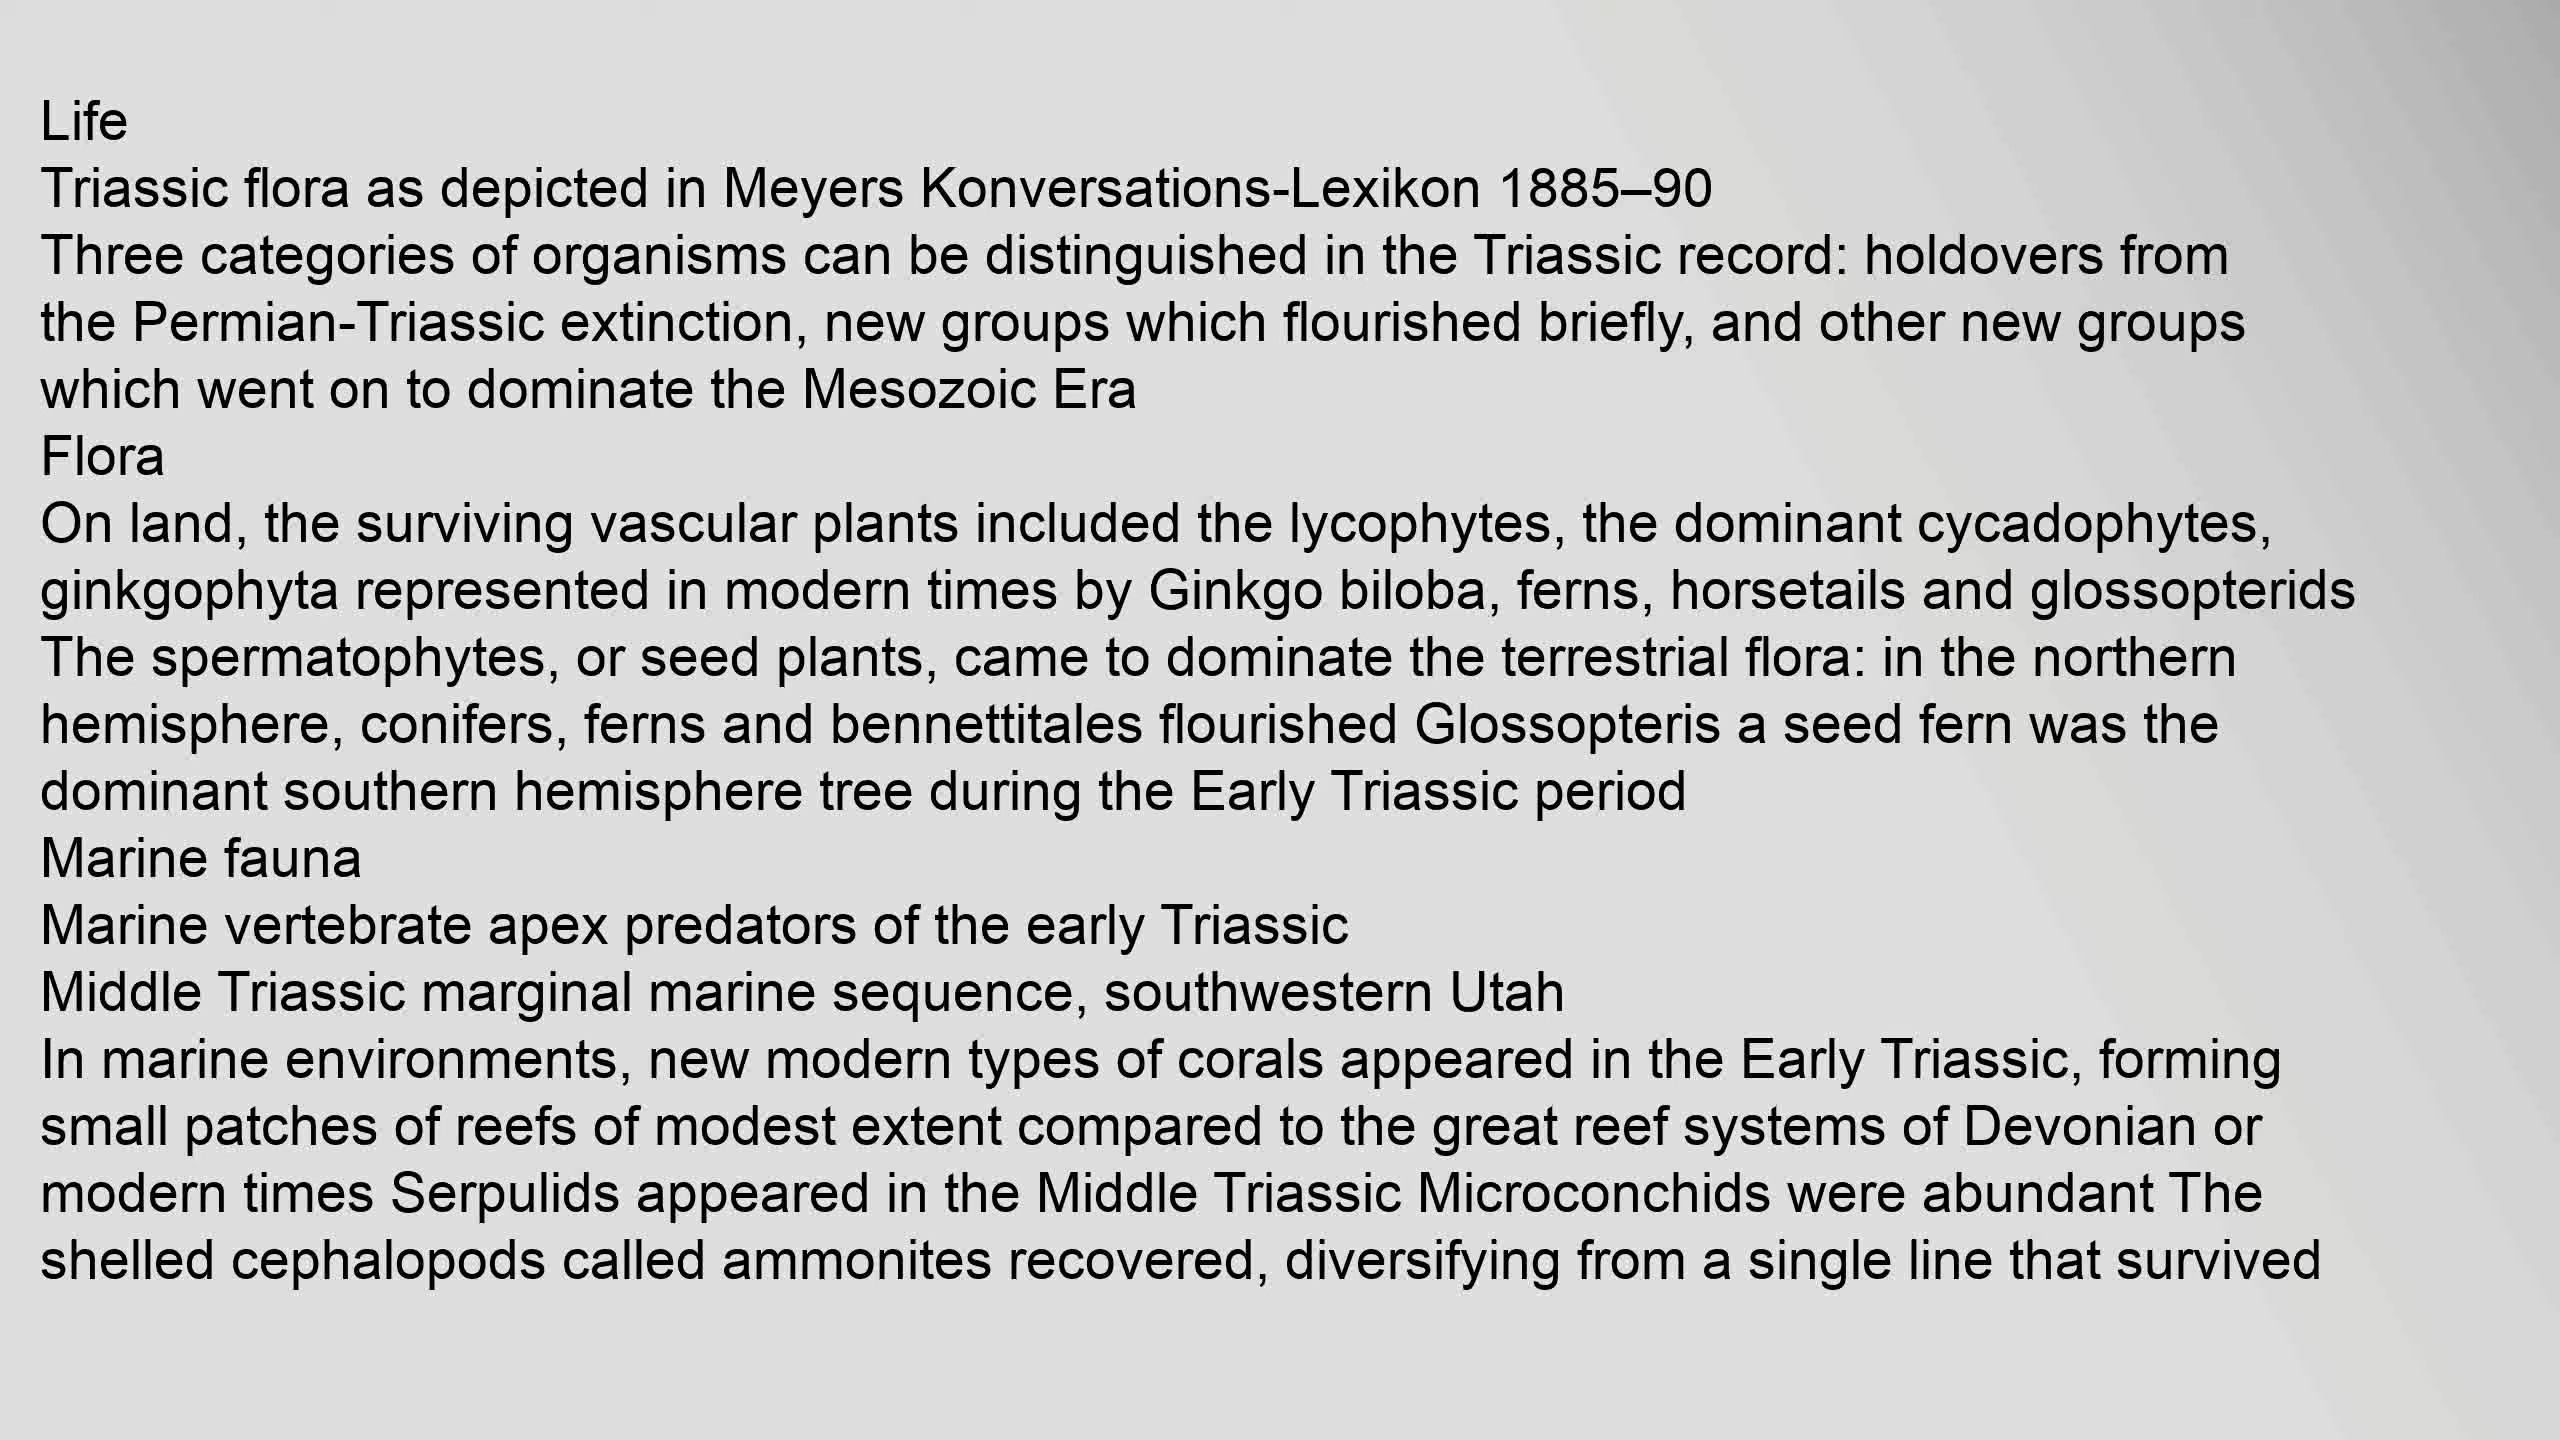 Life
Triassic flora as depicted in Meyers Konversations-Lexikon 1885–90
Three categories of organisms can be distinguished in the Triassic record: holdovers from
the Permian-Triassic extinction, new groups which flourished briefly, and other new groups
which went on to dominate the Mesozoic Era
Flora
On land, the surviving vascular plants included the lycophytes, the dominant cycadophytes,
ginkgophyta represented in modern times by Ginkgo biloba, ferns, horsetails and glossopterids
The spermatophytes, or seed plants, came to dominate the terrestrial flora: in the northern
hemisphere, conifers, ferns and bennettitales flourished Glossopteris a seed fern was the
dominant southern hemisphere tree during the Early Triassic period
Marine fauna
Marine vertebrate apex predators of the early Triassic
Middle Triassic marginal marine sequence, southwestern Utah
In marine environments, new modern types of corals appeared in the Early Triassic, forming
small patches of reefs of modest extent compared to the great reef systems of Devonian or
modern times Serpulids appeared in the Middle Triassic Microconchids were abundant The
shelled cephalopods called ammonites recovered, diversifying from a single line that survived